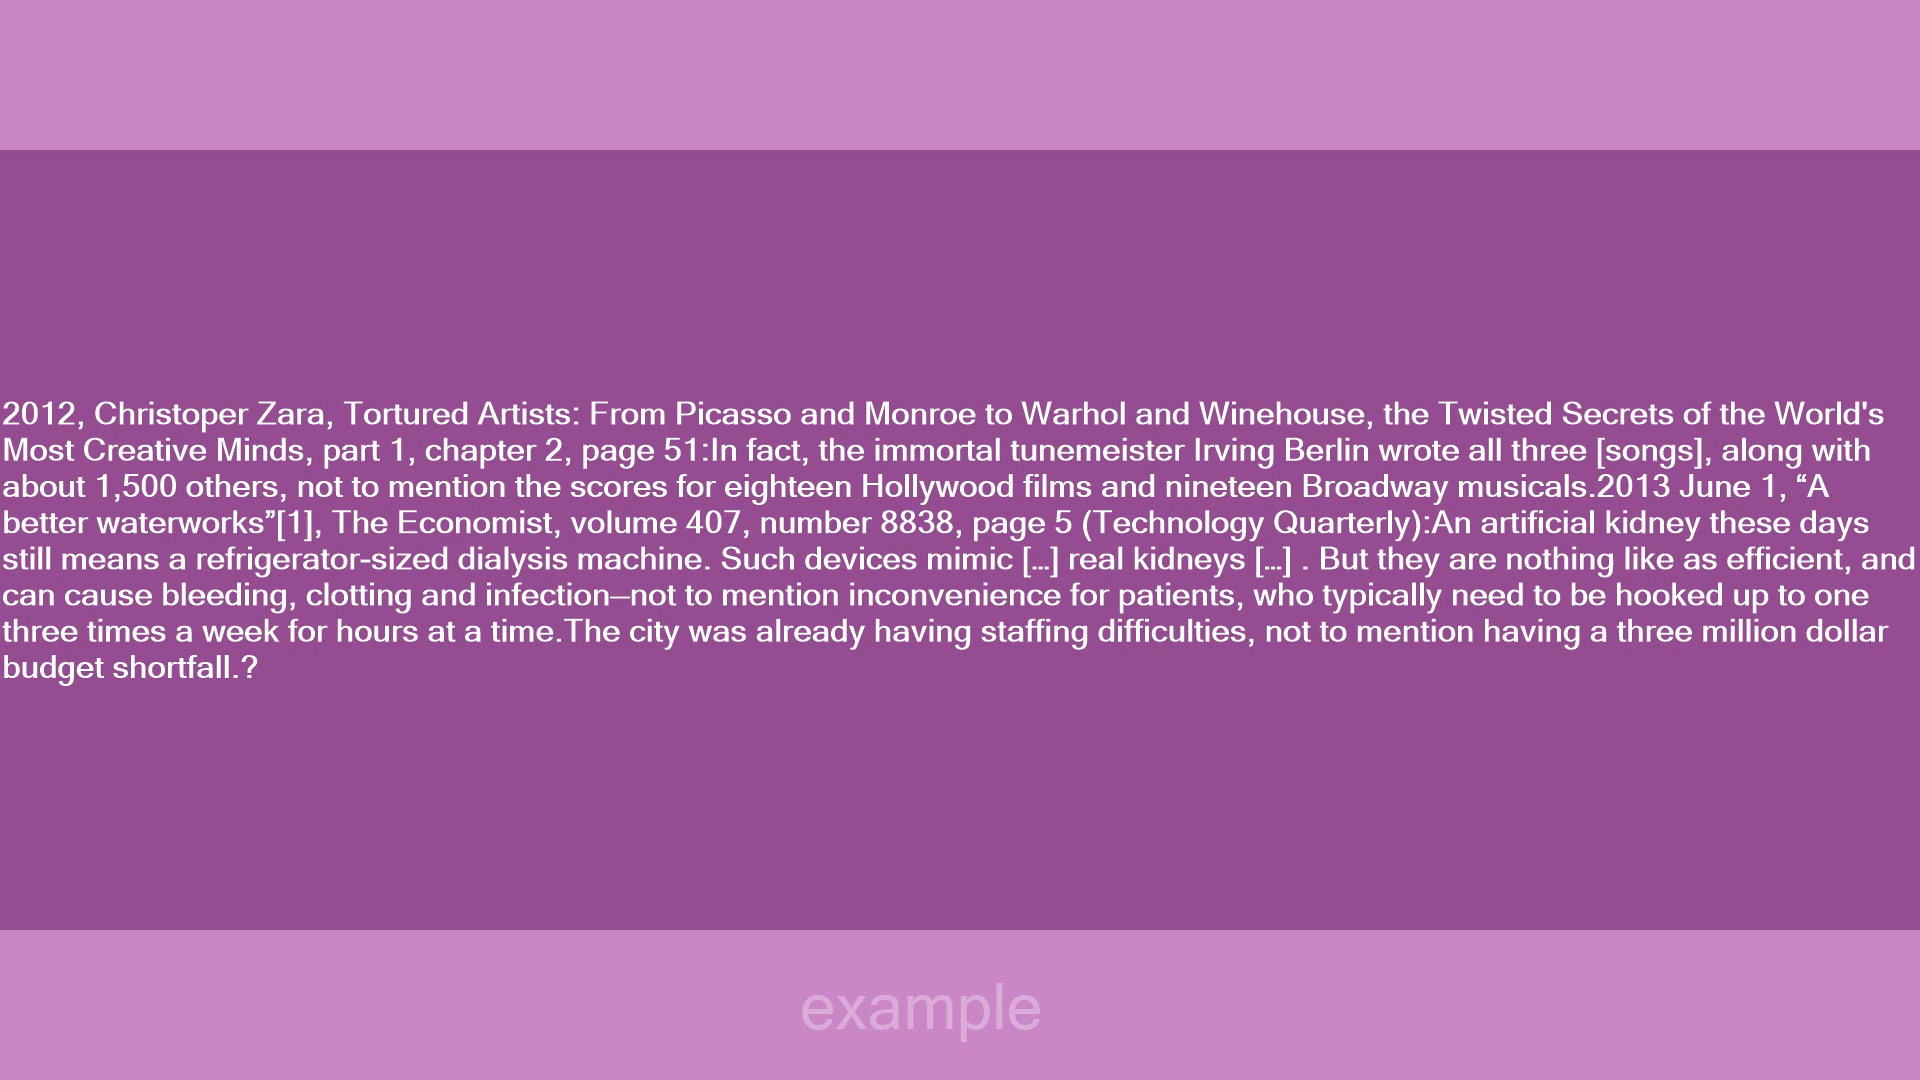 2012, Christoper Zara, Tortured Artists: From Picasso and Monroe to Warhol and Winehouse, the Twisted Secrets of the World's
Most Creative Minds, part 1, chapter 2, page 51:In fact, the immortal tunemeister Irving Berlin wrote all three [songs], along with
about 1,500 others, not to mention the scores for eighteen Hollywood films and nineteen Broadway musicals.2013 June 1, “A
better waterworks”[1], The Economist, volume 407, number 8838, page 5 (Technology Quarterly):An artificial kidney these days
still means a refrigerator-sized dialysis machine. Such devices mimic […] real kidneys […] . But they are nothing like as efficient, and
can cause bleeding, clotting and infection—not to mention inconvenience for patients, who typically need to be hooked up to one
three times a week for hours at a time.The city was already having staffing difficulties, not to mention having a three million dollar
budget shortfall.?
example